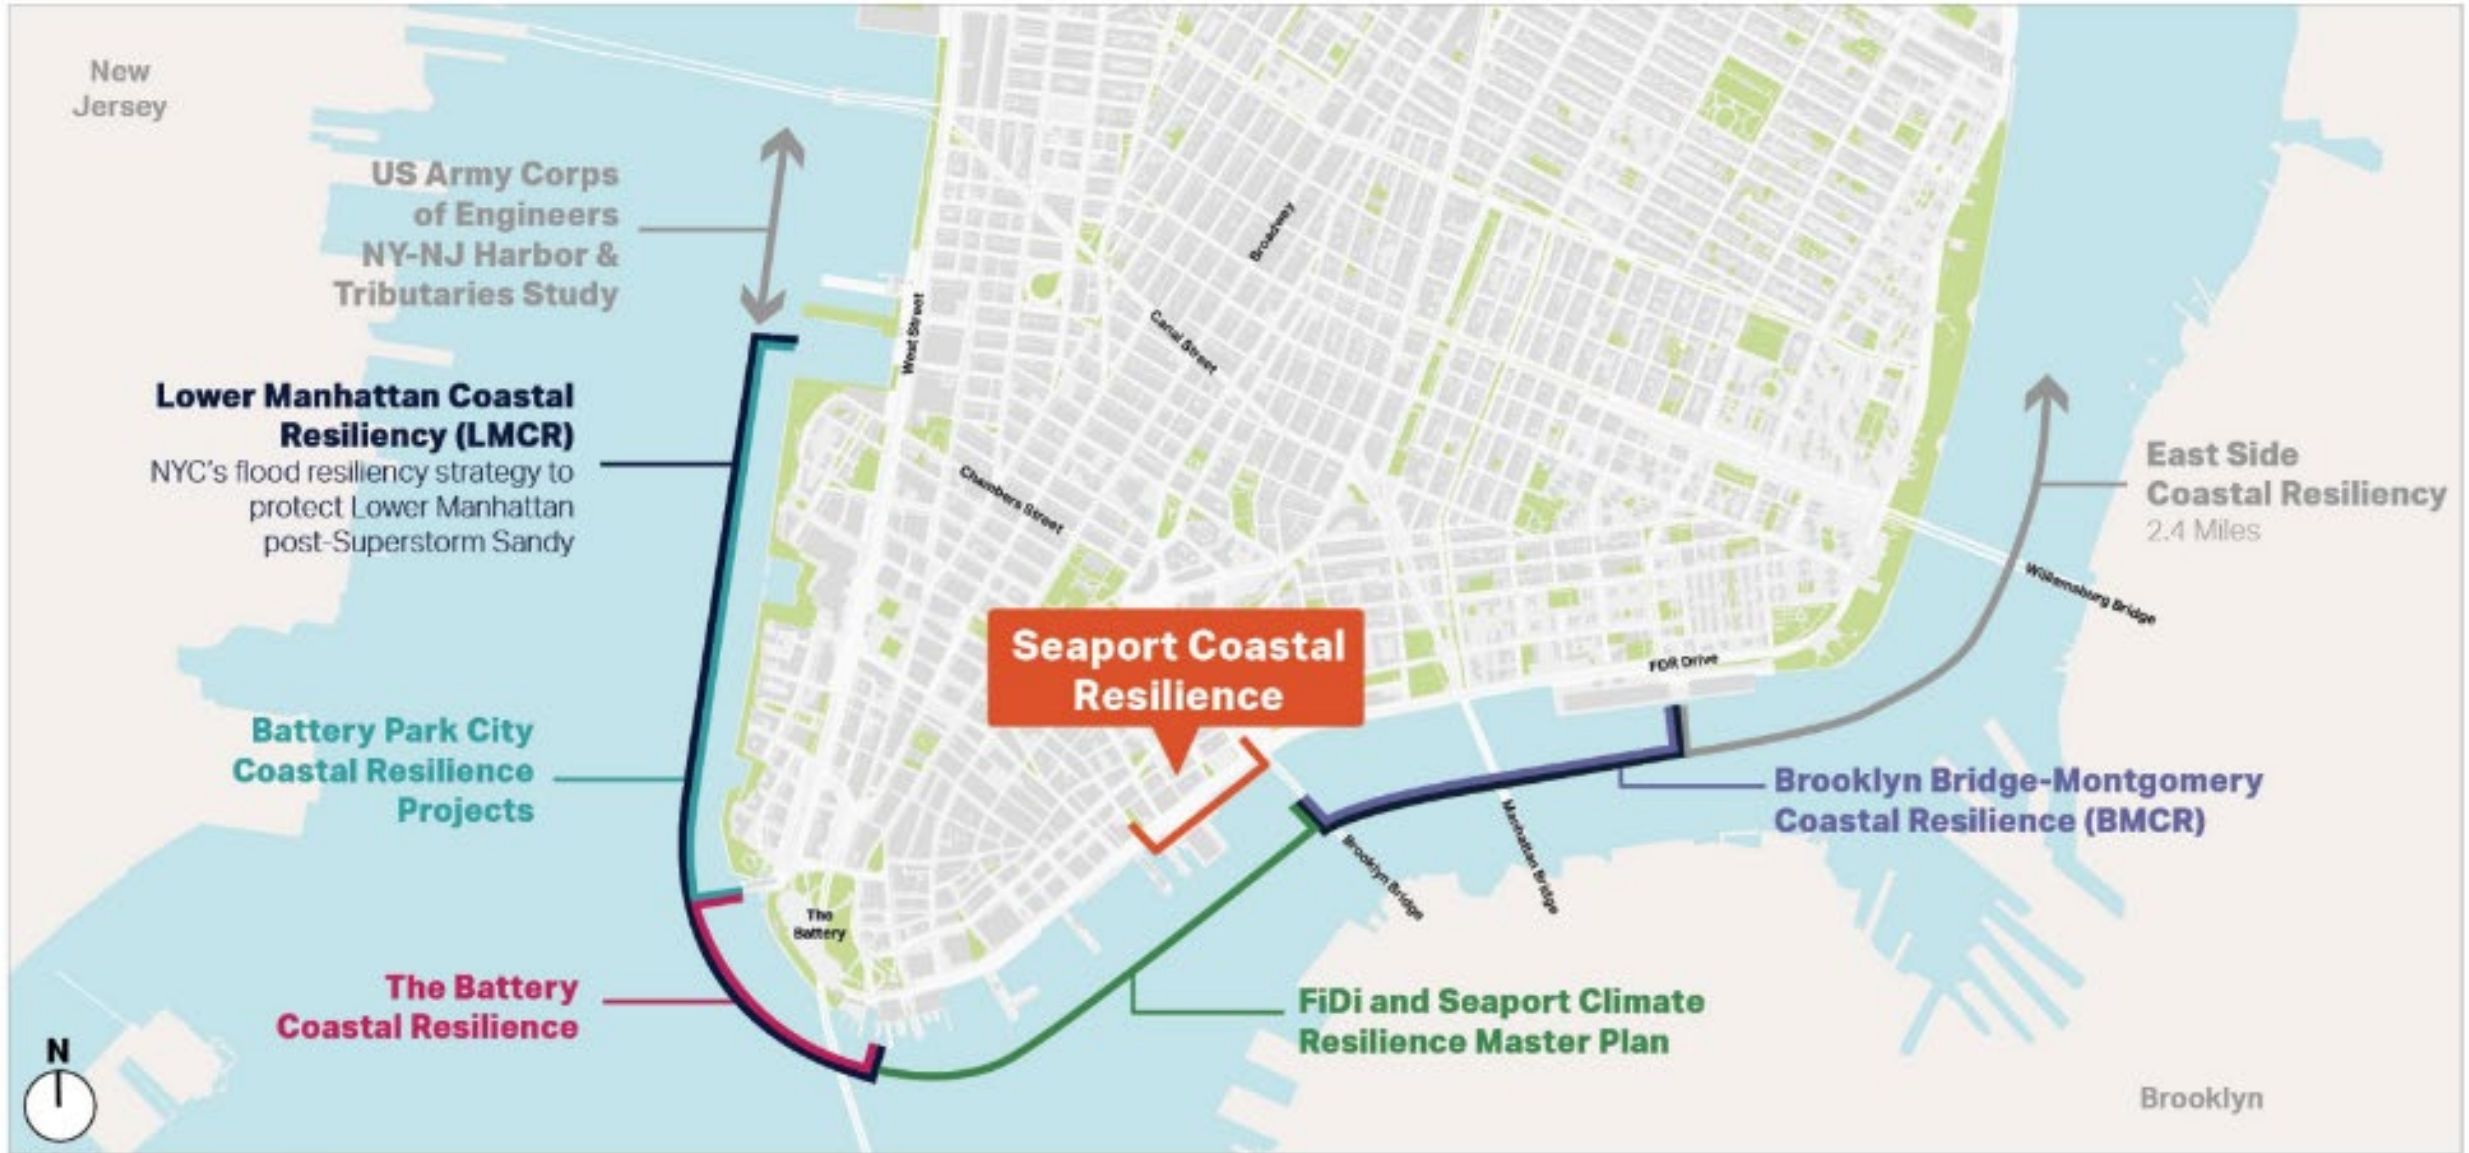 New
Jersey
US Army Corps
of Engineers
NY-NJ Harbor &
Tributaries Study
Lower Manhattan Coastal
Resiliency (LMCR)
NYC's flood resiliency strategy to
protect Lower Manhattan
post-Superstorm Sandy
Battery Park City
Coastal Resilience
Projects
The Battery
Coastal Resilience
N
West Street
Broadway
Canal Street
Chambers Street
Seaport Coastal
Resilience
The
Battery
FDR Drive
Williamsburg Bridge
East Side
Coastal Resiliency
2.4 Miles
Brooklyn Bridge-Montgomery
Coastal Resilience (BMCR)
Manhattan Bridge
Brooklyn Bridge
FiDi and Seaport Climate
Resilience Master Plan
Brooklyn